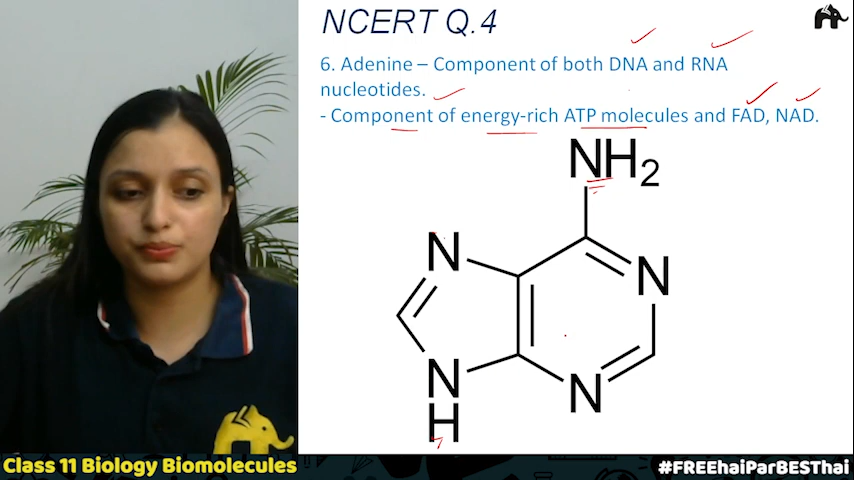 NCERT Q.4
6. Adenine – Component of both DNA and RNA
nucleotides.
- Component of energy-rich ATP molecules and FAD, NAD.
NH2
N
N
N
N
H
Class 11 Biology Biomolecules
#FREEhaiParBESThai